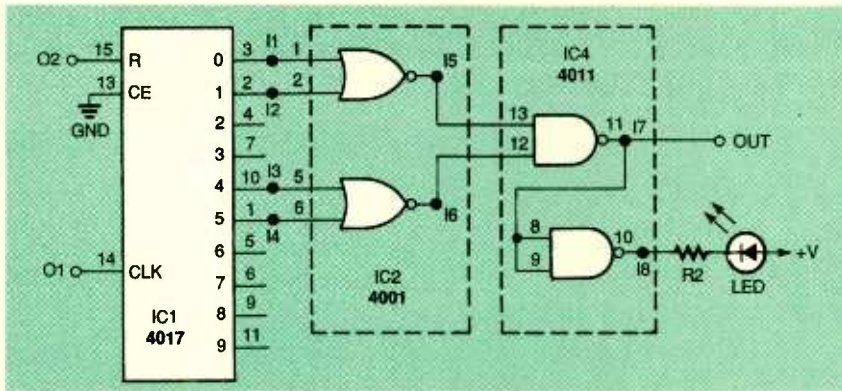 IC4
4011
O2 15 R 0 3 I1 1
13 CE 1 2 I2 2 I5
GND 2 4 13 11 I7 OUT
3 7 12
4 10 I3 5
5 1 I4 6 I6
6 5 8 10
O1 14 CLK 7 6 IC2 9 I8 R2 LED +V
IC1 8 9 4001
4017 9 11